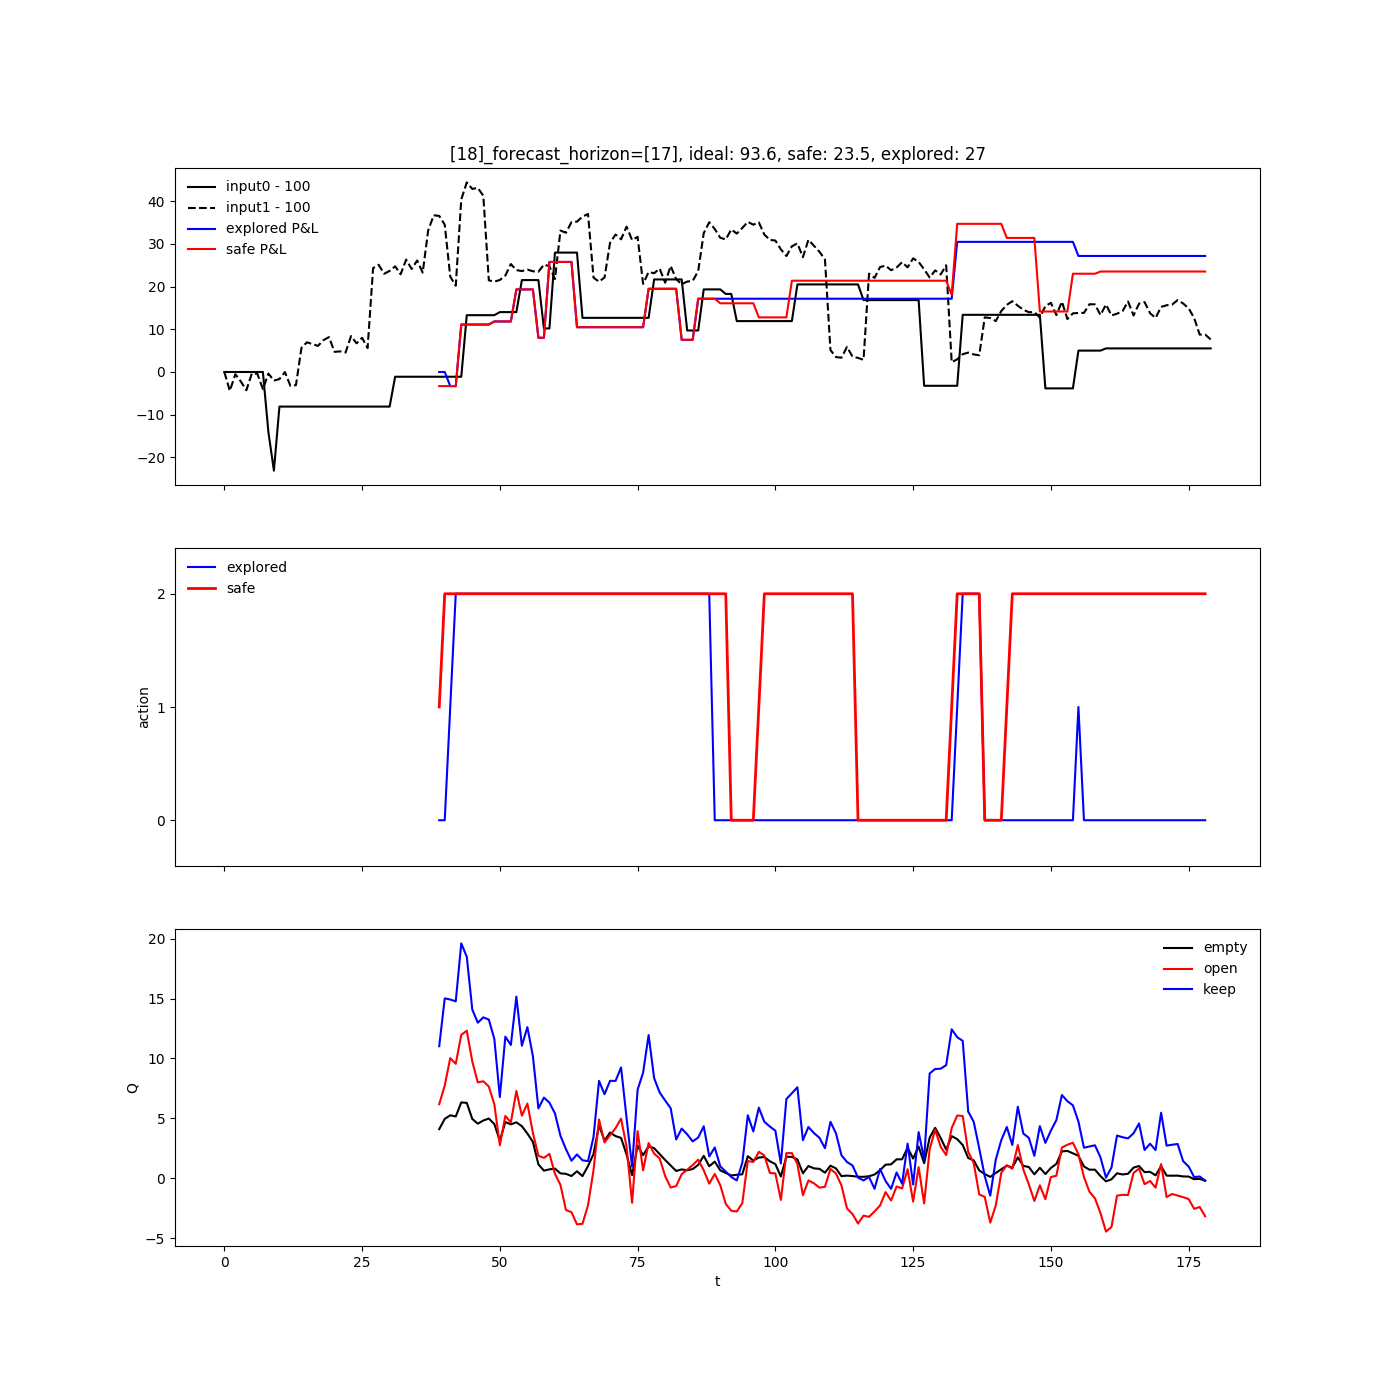 [18]_forecast_horizon=[17], ideal: 93.6, safe: 23.5, explored: 27
input0 - 100
input1 - 100
explored P&L
safe P&L
40
30
20
10
0
−10
−20
explored
safe
2
1
0
action
empty
open
keep
20
15
10
5
0
−5
Q
0 25 50 75 100 125 150 175
t